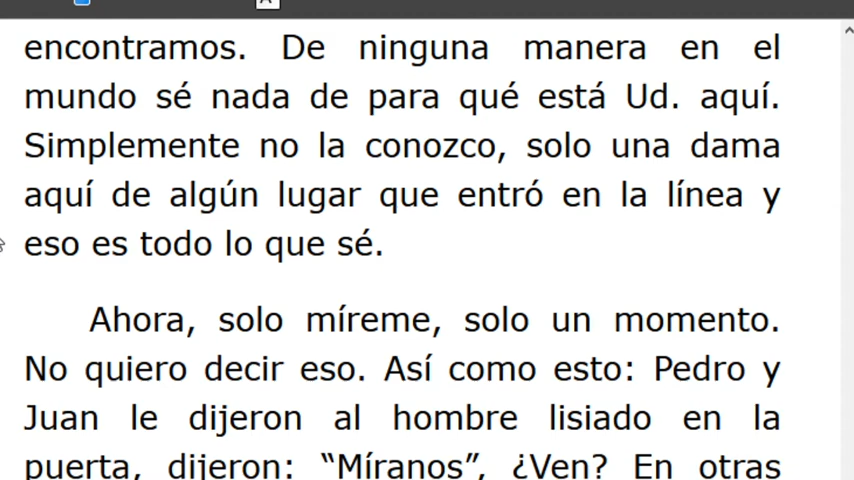 encontramos. De ninguna manera en el
mundo sé nada de para qué está Ud. aquí.
Simplemente no la conozco, solo una dama
aquí de algún lugar que entró en la línea y
eso es todo lo que sé.
Ahora, solo míreme, solo un momento.
No quiero decir eso. Así como esto: Pedro y
Juan le dijeron al hombre lisiado en la
puerta, dijeron: “Míranos”, ¿Ven? En otras